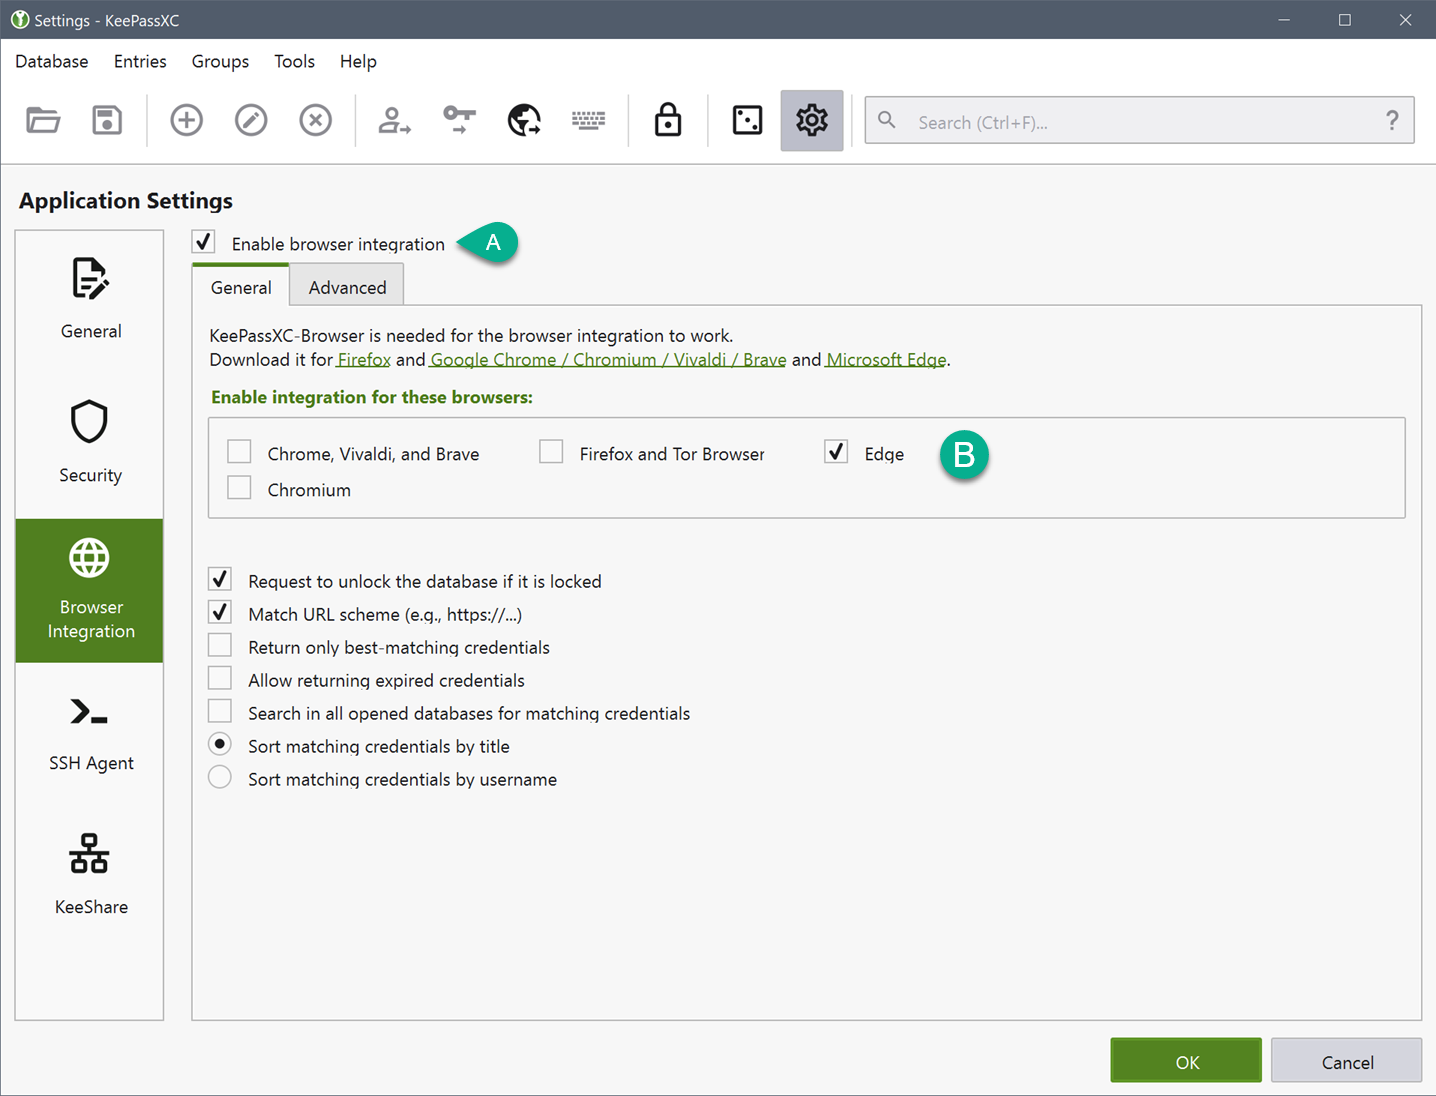 Settings - KeePassXC
Database Entries Groups Tools Help
Search (Ctrl+F)... ?
Application Settings
Enable browser integration A
General Advanced
KeePassXC-Browser is needed for the browser integration to work.
Download it for Firefox and Google Chrome / Chromium / Vivaldi / Brave and Microsoft Edge.
Enable integration for these browsers:
Chrome, Vivaldi, and Brave Firefox and Tor Browser Edge B
Chromium
Request to unlock the database if it is locked
Match URL scheme (e.g., https://...)
Return only best-matching credentials
Allow returning expired credentials
Search in all opened databases for matching credentials
Sort matching credentials by title
Sort matching credentials by username
General
Security
Browser
Integration
SSH Agent
KeeShare
OK Cancel